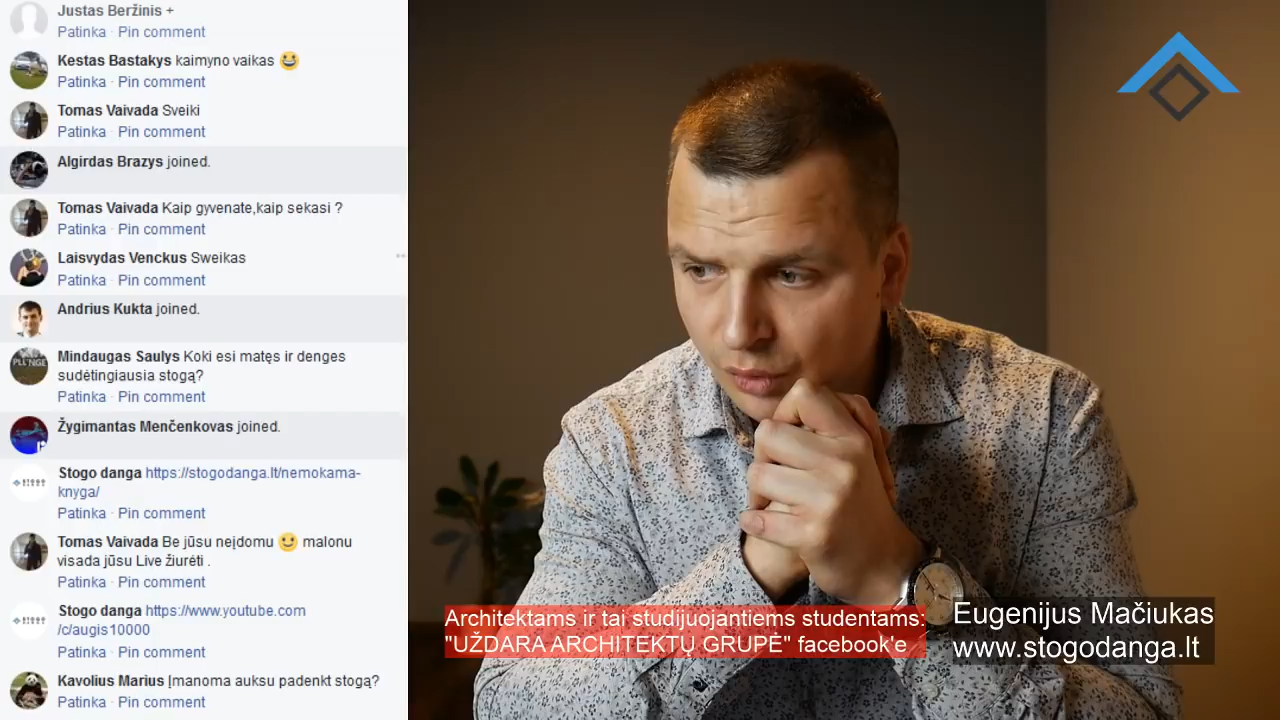 Justas Beržinis +
Patinka · Pin comment
Kestas Bastakys kaimyno vaikas
Patinka · Pin comment
Tomas Vaivada Sveiki
Patinka · Pin comment
Algirdas Brazys joined.
Tomas Vaivada Kaip gyvenate,kaip sekasi ?
Patinka · Pin comment
Laisvydas Venckus Sweikas
Patinka · Pin comment
Andrius Kukta joined.
PLUNGE
Mindaugas Saulys Koki esi matęs ir denges
sudėtingiausia stogą?
Patinka · Pin comment
Žygimantas Menčenkovas joined.
Stogo danga https://stogodanga.lt/nemokama-
knyga/
Patinka · Pin comment
Tomas Vaivada Be jūsu neįdomu malonu
visada jūsu Live žiurėti .
Patinka · Pin comment
Stogo danga https://www.youtube.com
/c/augis10000
Patinka · Pin comment
Kavolius Marius Įmanoma auksu padenkt stogą?
Patinka · Pin comment
Architektams ir tai studijuojantiems studentams:
"UŽDARA ARCHITEKTŲ GRUPĖ" facebook'e
Eugenijus Mačiukas
www.stogodanga.lt